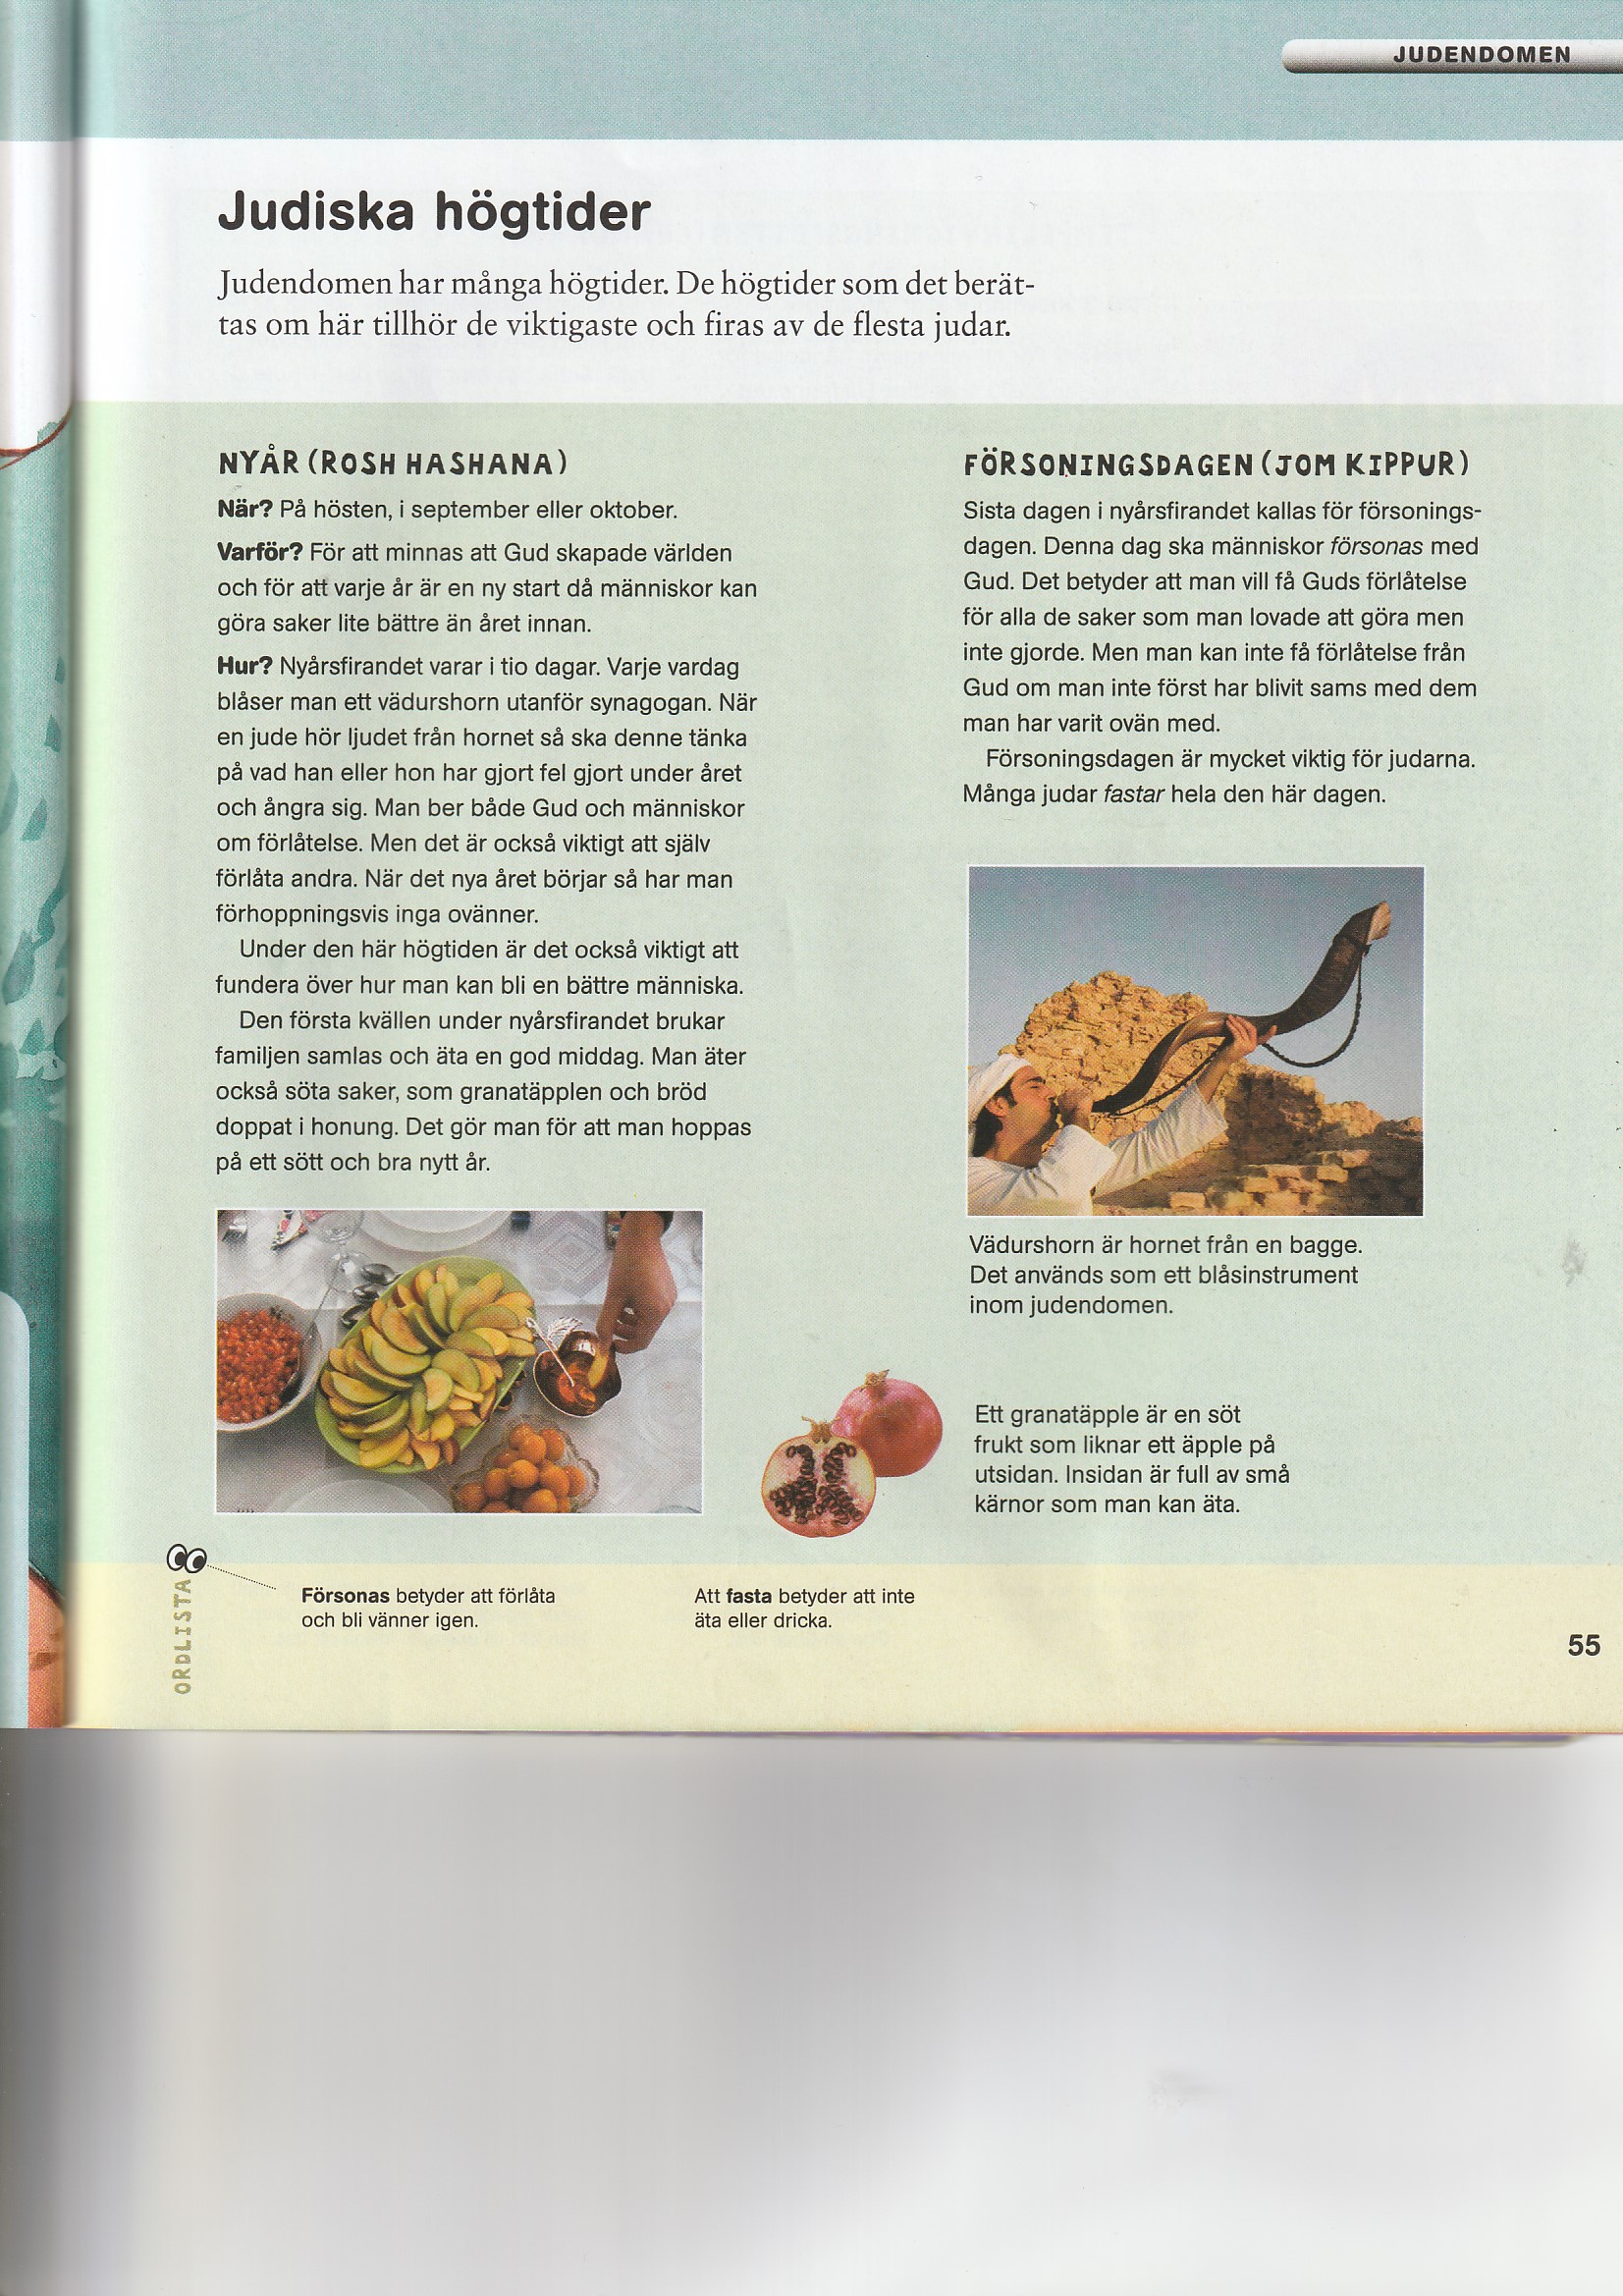 JUDENDOMEN
Judiska högtider
Judendomen har många högtider. De högtider som det berät-
tas om här tillhör de viktigaste och firas av de flesta judar.
NYÅR (ROSH HASHANA)
När? På hösten, i september eller oktober.
Varför? För att minnas att Gud skapade världen
och för att varje år är en ny start då människor kan
göra saker lite bättre än året innan.
Hur? Nyårsfirandet varar i tio dagar. Varje vardag
blåser man ett vädurshorn utanför synagogan. När
en jude hör ljudet från hornet så ska denne tänka
på vad han eller hon har gjort fel gjort under året
och ångra sig. Man ber både Gud och människor
om förlåtelse. Men det är också viktigt att själv
förlåta andra. När det nya året börjar så har man
förhoppningsvis inga ovänner.
Under den här högtiden är det också viktigt att
fundera över hur man kan bli en bättre människa.
Den första kvällen under nyårsfirandet brukar
familjen samlas och äta en god middag. Man äter
också söta saker, som granatäpplen och bröd
doppat i honung. Det gör man för att man hoppas
på ett sött och bra nytt år.
FÖRSONINGSDAGEN (JOM KIPPUR)
Sista dagen i nyårsfirandet kallas för försonings-
dagen. Denna dag ska människor försonas med
Gud. Det betyder att man vill få Guds förlåtelse
för alla de saker som man lovade att göra men
inte gjorde. Men man kan inte få förlåtelse från
Gud om man inte först har blivit sams med dem
man har varit ovän med.
Försoningsdagen är mycket viktig för judarna.
Många judar fastar hela den här dagen.
Vädurshorn är hornet från en bagge.
Det används som ett blåsinstrument
inom judendomen.
Ett granatäpple är en söt
frukt som liknar ett äpple på
utsidan. Insidan är full av små
kärnor som man kan äta.
ORDLISTA
Försonas betyder att förlåta
och bli vänner igen.
Att fasta betyder att inte
äta eller dricka.
55